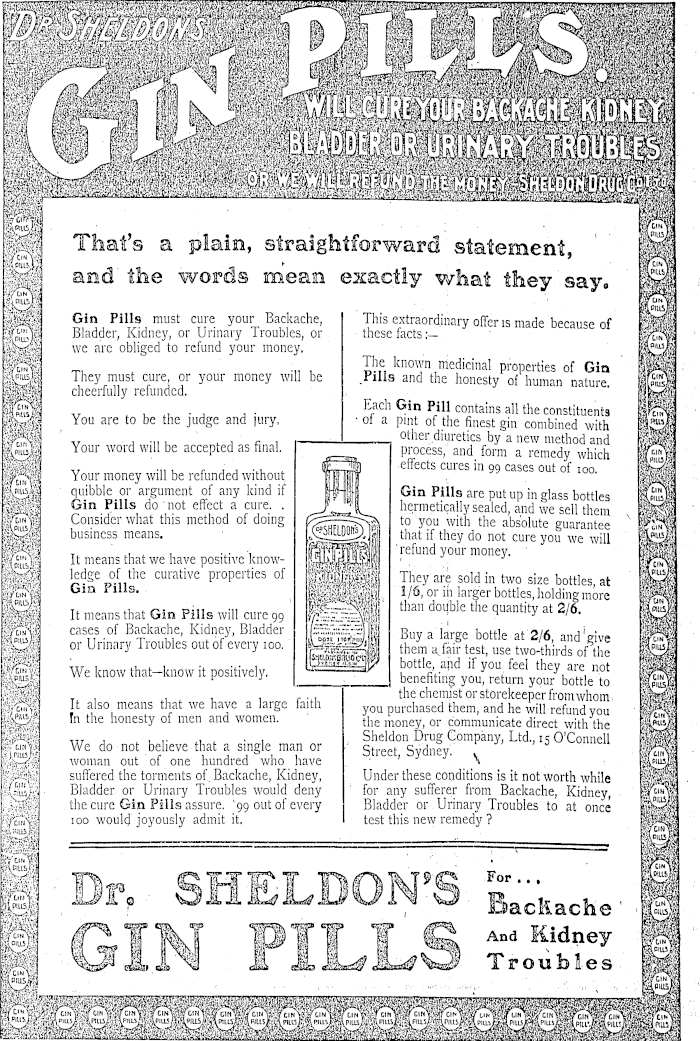 DR SHELDON'S
GIN PILLS.
WILL CURE YOUR BACKACHE KIDNEY
BLADDER OR URINARY TROUBLES
OR WE WILL REFUND THE MONEY-SHELDON DRUG CO LTD
That's a plain, straightforward statement,
and the words mean exactly what they say.
Gin Pills must cure your Backache,
Bladder, Kidney, or Urinary Troubles, or
we are obliged to refund your money.
They must cure, or your money will be
cheerfully refunded.
You are to be the judge and jury.
Your word will be accepted as final.
Your money will be refunded without
quibble or argument of any kind if
Gin Pills do not effect a cure.
Consider what this method of doing
business means.
It means that we have positive know-
ledge of the curative properties of
Gin Pills.
It means that Gin Pills will cure 99
cases of Backache, Kidney, Bladder
or Urinary Troubles out of every 100.
We know that—know it positively.
It also means that we have a large faith
in the honesty of men and women.
We do not believe that a single man or
woman out of one hundred who have
suffered the torments of Backache, Kidney,
Bladder or Urinary Troubles would deny
the cure Gin Pills assure. 99 out of every
100 would joyously admit it.
This extraordinary offer is made because of
these facts:—
The known medicinal properties of Gin
Pills and the honesty of human nature.
Each Gin Pill contains all the constituents
of a pint of the finest gin combined with
other diuretics by a new method and
process, and form a remedy which
effects cures in 99 cases out of 100.
Gin Pills are put up in glass bottles
hermetically sealed, and we sell them
to you with the absolute guarantee
that if they do not cure you we will
refund your money.
They are sold in two size bottles, at
1/6, or in larger bottles, holding more
than double the quantity at 2/6.
Buy a large bottle at 2/6, and give
them a fair test, use two-thirds of the
bottle, and if you feel they are not
benefiting you, return your bottle to
the chemist or storekeeper from whom
you purchased them, and he will refund you
the money, or communicate direct with the
Sheldon Drug Company, Ltd., 15 O'Connell
Street, Sydney.
Under these conditions is it not worth while
for any sufferer from Backache, Kidney,
Bladder or Urinary Troubles to at once
test this new remedy?
DR SHELDON'S
GIN PILLS
SHELDON DRUG CO
Dr. SHELDON'S
GIN PILLS
For...
Backache
And Kidney
Troubles
GIN
PILLS